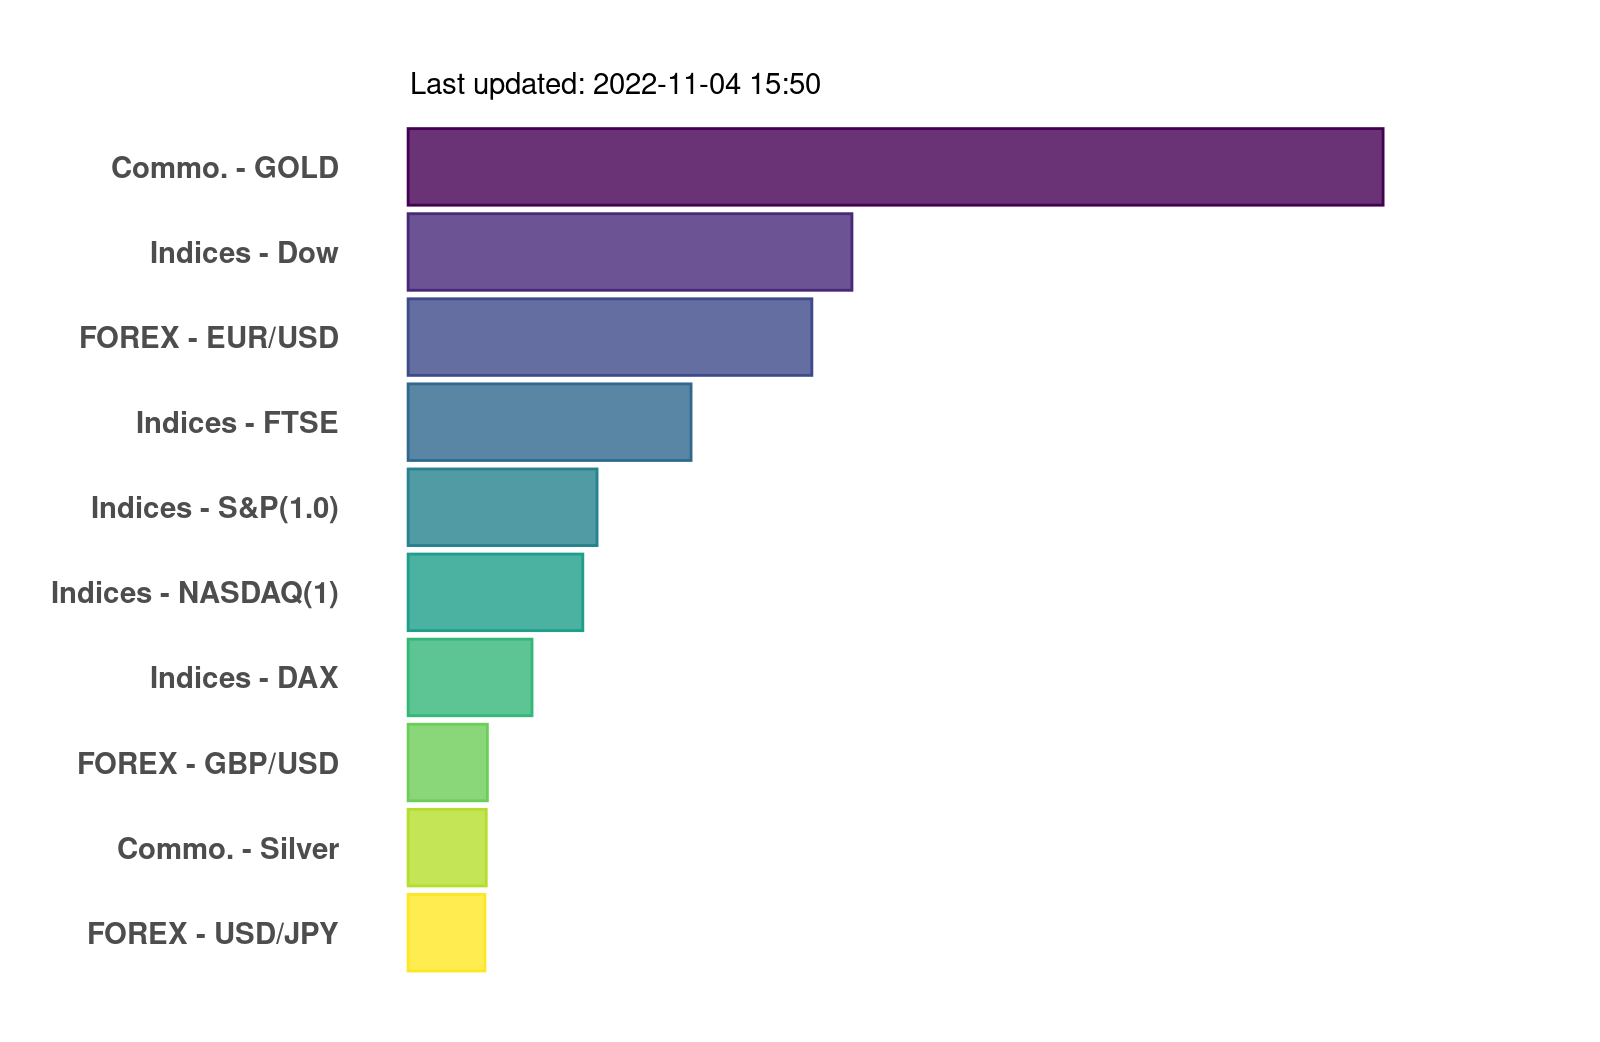 Last updated: 2022-11-04 15:50
Commo. - GOLD
Indices - Dow
FOREX - EUR/USD
Indices - FTSE
Indices - S&P(1.0)
Indices - NASDAQ(1)
Indices - DAX
FOREX - GBP/USD
Commo. - Silver
FOREX - USD/JPY